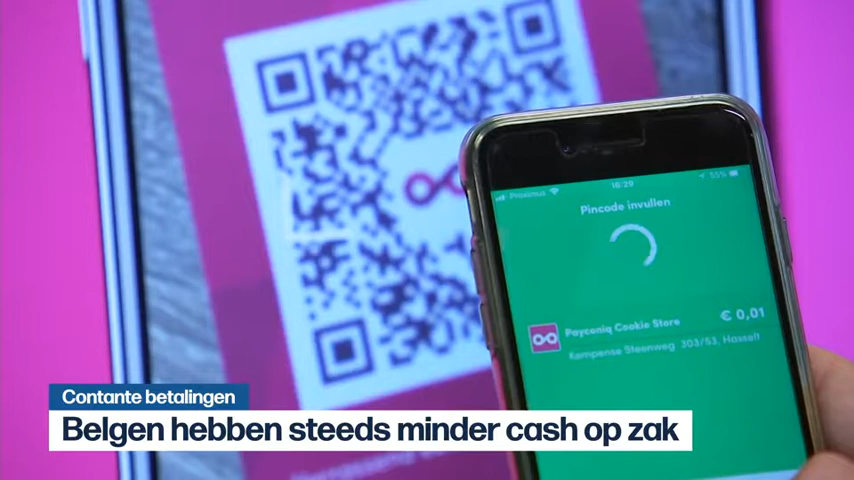 Proximus
16:29
55%
Pincode invullen
Payconiq Cookie Store
€ 0,01
Kempense Steenweg 303/53, Hasselt
Contante betalingen
Belgen hebben steeds minder cash op zak